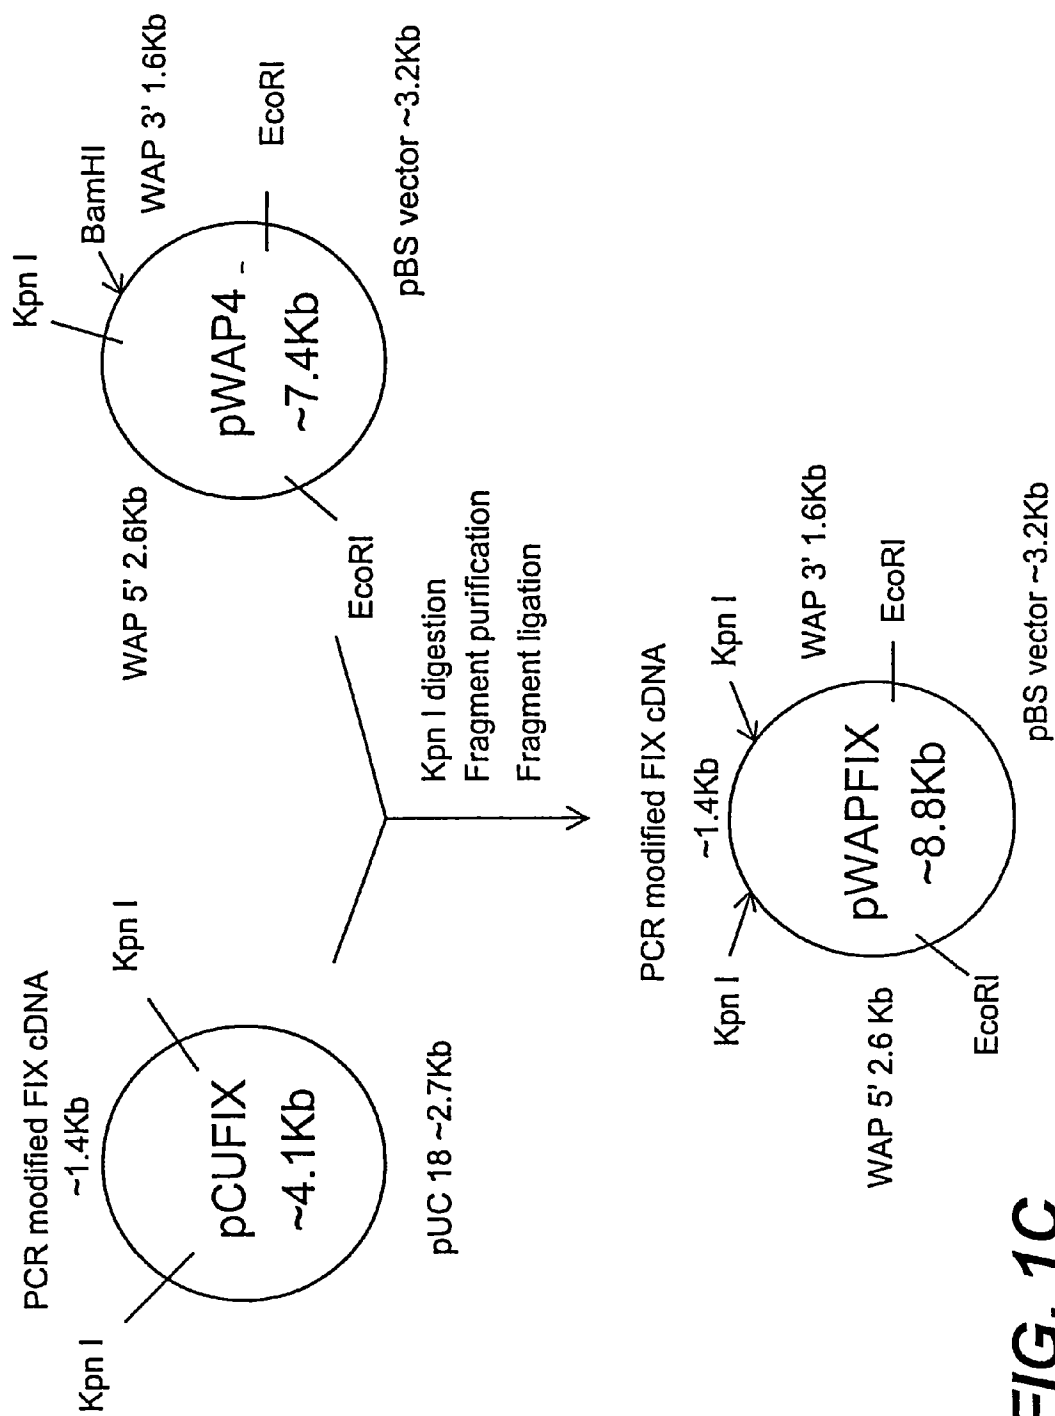 PCR modified FIX cDNA
~1.4Kb
Kpn I
Kpn I
pCUFIX
~4.1Kb
pUC 18 ~2.7Kb
Kpn I
BamHI
WAP 5' 2.6Kb
WAP 3' 1.6Kb
pWAP4
~7.4Kb
EcoRI
EcoRI
pBS vector ~3.2Kb
Kpn I digestion
Fragment purification
Fragment ligation
PCR modified FIX cDNA
~1.4Kb
Kpn I
Kpn I
WAP 5' 2.6 Kb
WAP 3' 1.6Kb
pWAPFIX
~8.8Kb
EcoRI
EcoRI
pBS vector ~3.2Kb
FIG. 1C